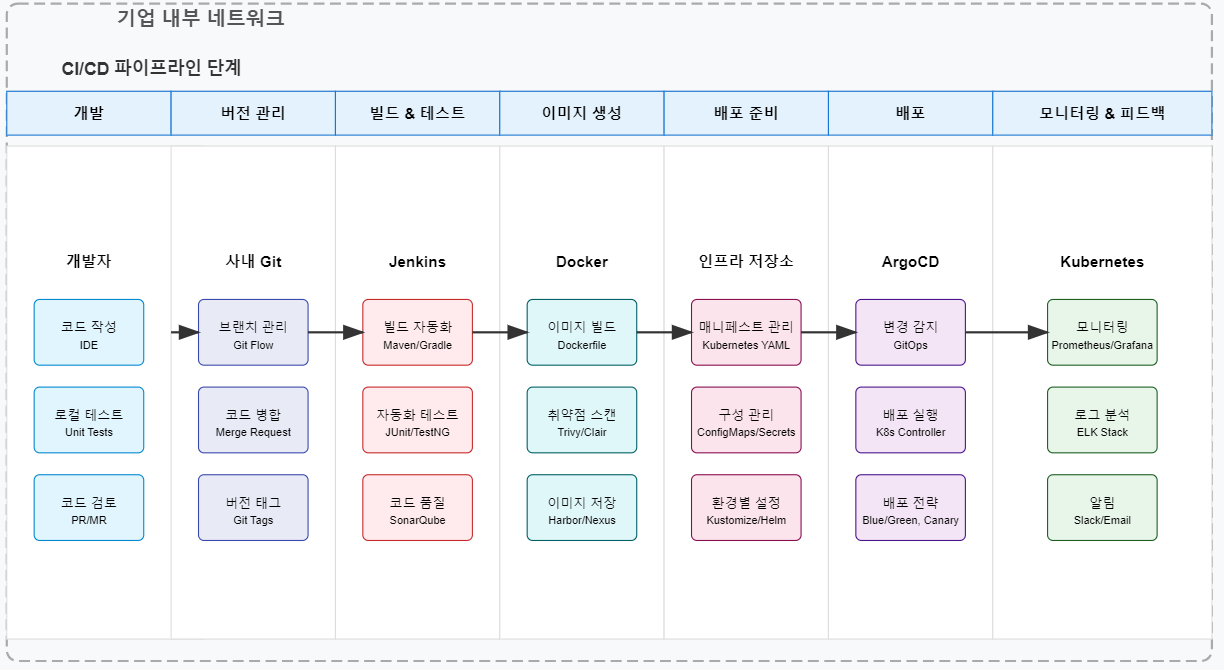 기업 내부 네트워크
CI/CD 파이프라인 단계
개발
버전 관리
빌드 & 테스트
이미지 생성
배포 준비
배포
모니터링 & 피드백
개발자
사내 Git
Jenkins
Docker
인프라 저장소
ArgoCD
Kubernetes
코드 작성
IDE
브랜치 관리
Git Flow
빌드 자동화
Maven/Gradle
이미지 빌드
Dockerfile
매니페스트 관리
Kubernetes YAML
변경 감지
GitOps
모니터링
Prometheus/Grafana
로컬 테스트
Unit Tests
코드 병합
Merge Request
자동화 테스트
JUnit/TestNG
취약점 스캔
Trivy/Clair
구성 관리
ConfigMaps/Secrets
배포 실행
K8s Controller
로그 분석
ELK Stack
코드 검토
PR/MR
버전 태그
Git Tags
코드 품질
SonarQube
이미지 저장
Harbor/Nexus
환경별 설정
Kustomize/Helm
배포 전략
Blue/Green, Canary
알림
Slack/Email